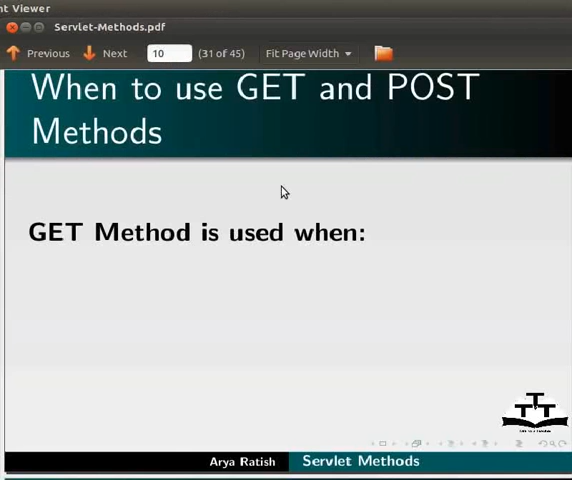 nt Viewer
Servlet-Methods.pdf
Previous Next 10 (31 of 45) Fit Page Width
When to use GET and POST
Methods
GET Method is used when:
TTT
Arya Ratish Servlet Methods